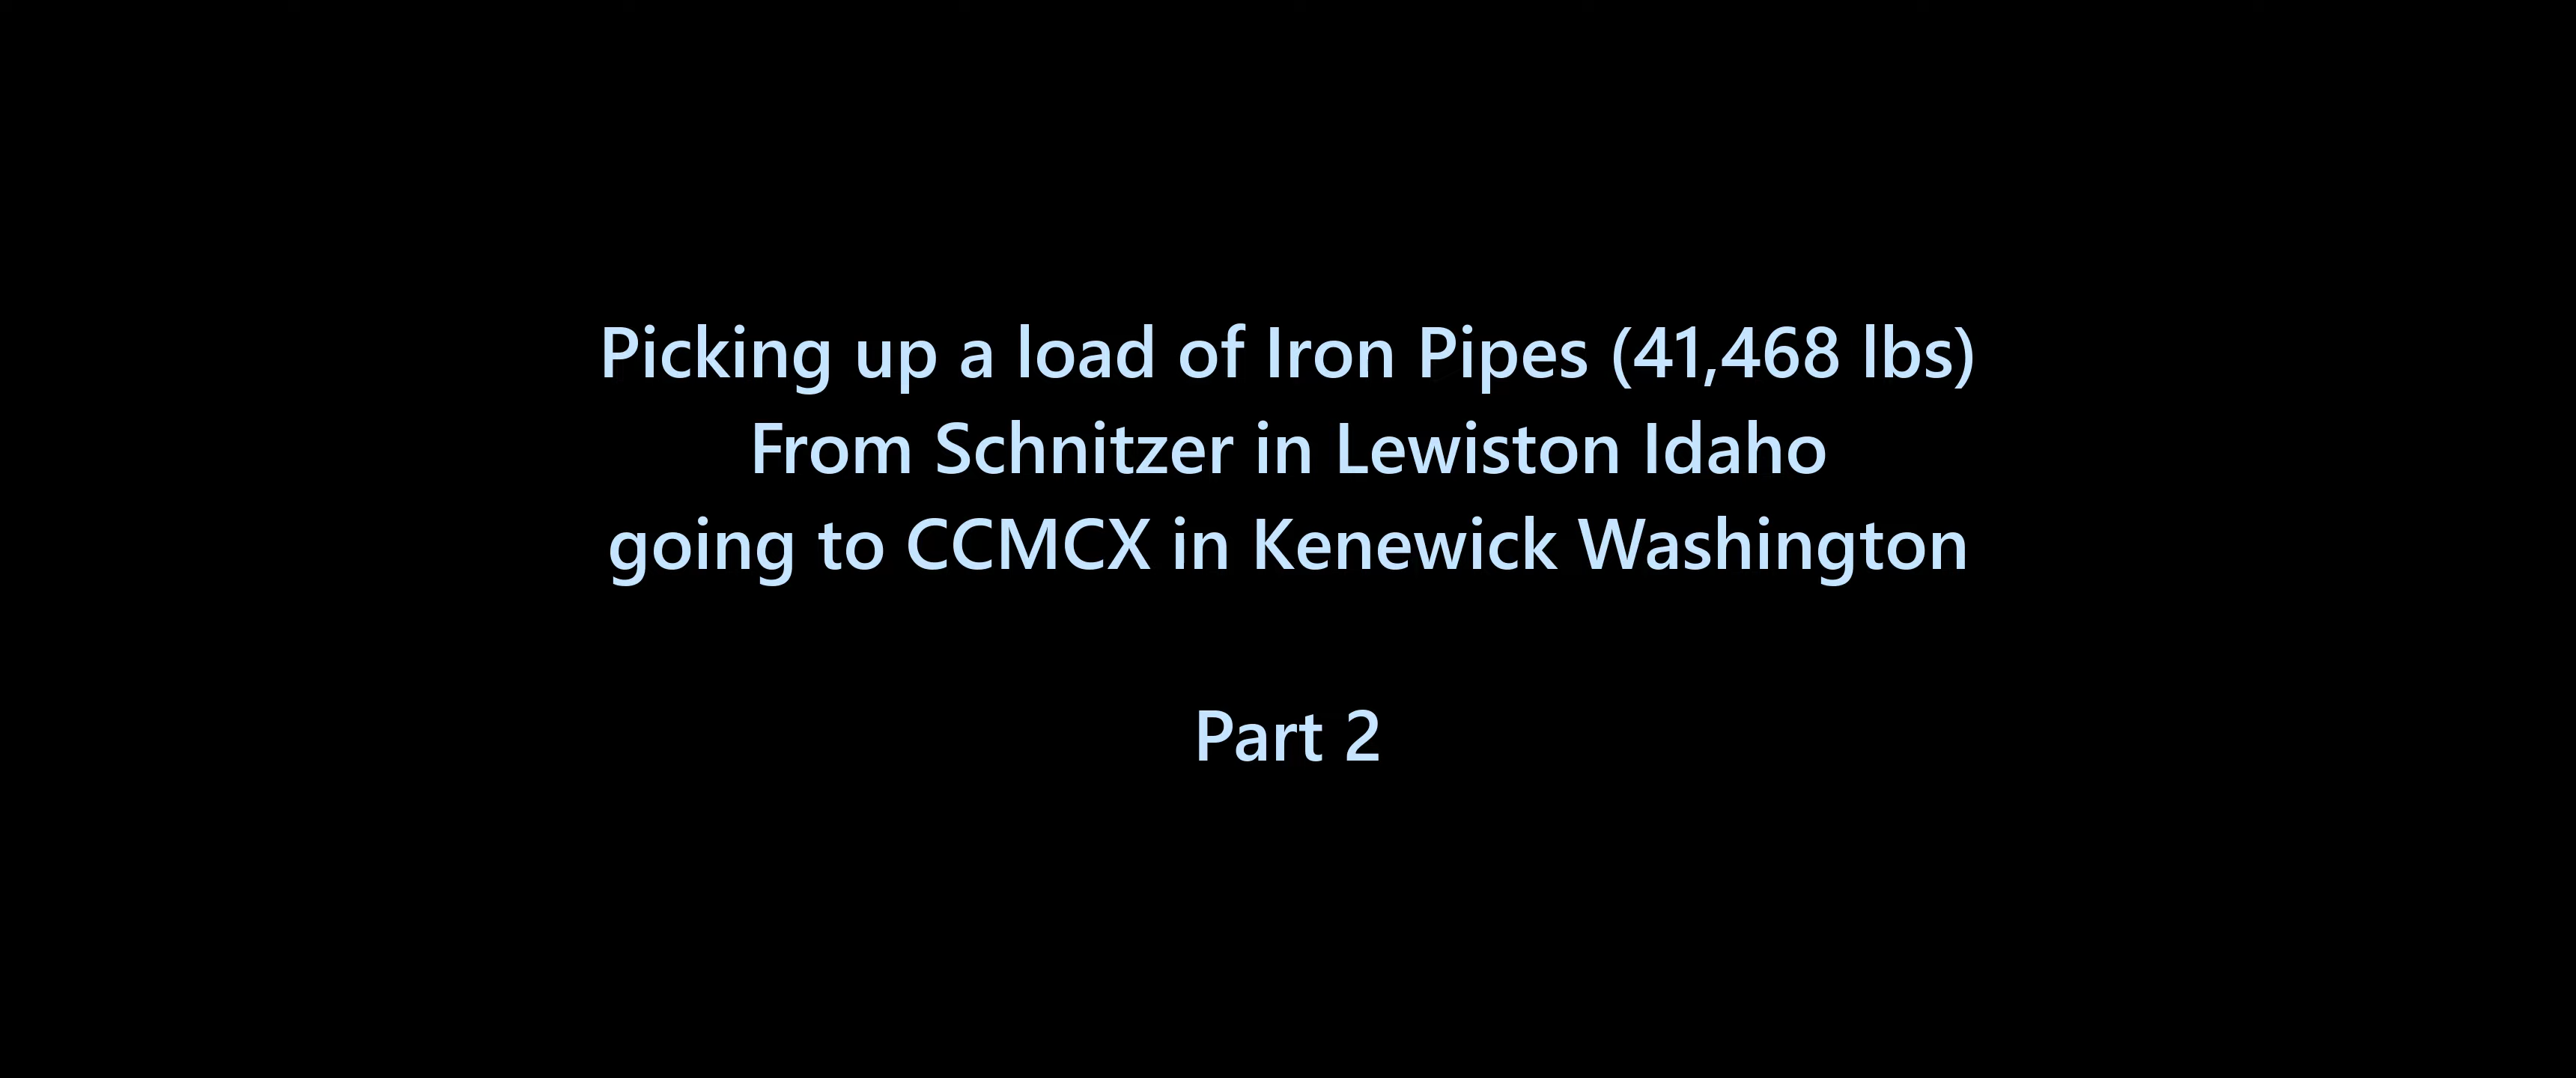 Picking up a load of Iron Pipes (41,468 lbs)
From Schnitzer in Lewiston Idaho
going to CCMCX in Kenewick Washington
Part 2